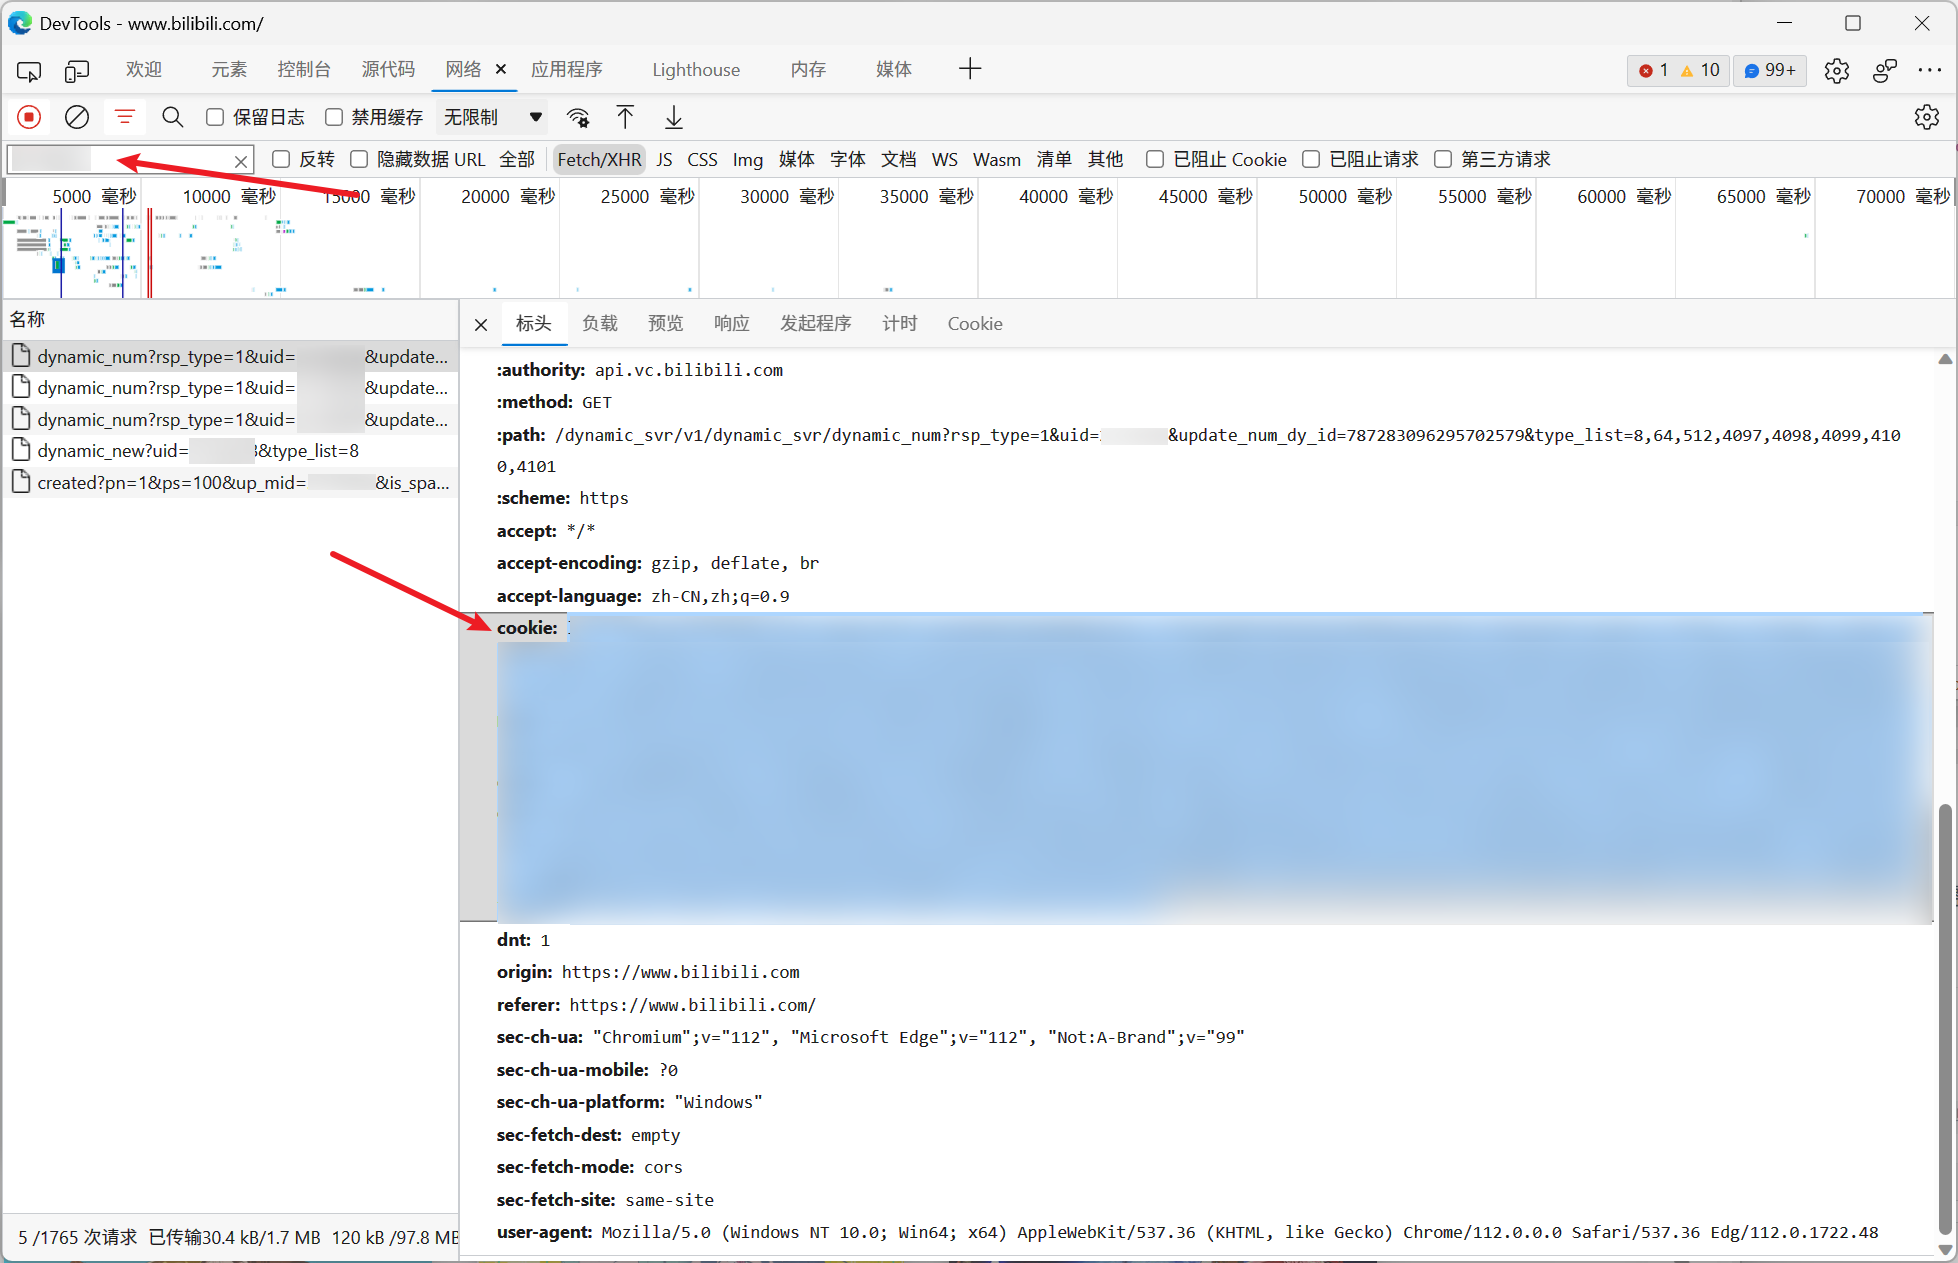 DevTools - www.bilibili.com/
欢迎 元素 控制台 源代码 网络 应用程序 Lighthouse 内存 媒体 1 10 99+
保留日志 禁用缓存 无限制
反转 隐藏数据 URL 全部 Fetch/XHR JS CSS Img 媒体 字体 文档 WS Wasm 清单 其他 已阻止 Cookie 已阻止请求 第三方请求
5000 毫秒 10000 毫秒 15000 毫秒 20000 毫秒 25000 毫秒 30000 毫秒 35000 毫秒 40000 毫秒 45000 毫秒 50000 毫秒 55000 毫秒 60000 毫秒 65000 毫秒 70000 毫秒
名称
dynamic_num?rsp_type=1&uid= &update...
dynamic_num?rsp_type=1&uid= &update...
dynamic_num?rsp_type=1&uid= &update...
dynamic_new?uid= &type_list=8
created?pn=1&ps=100&up_mid= &is_spa...
5 /1765 次请求 已传输30.4 kB/1.7 MB 120 kB /97.8 MB
标头 负载 预览 响应 发起程序 计时 Cookie
:authority: api.vc.bilibili.com
:method: GET
:path: /dynamic_svr/v1/dynamic_svr/dynamic_num?rsp_type=1&uid= &update_num_dy_id=787283096295702579&type_list=8,64,512,4097,4098,4099,410
0,4101
:scheme: https
accept: */*
accept-encoding: gzip, deflate, br
accept-language: zh-CN,zh;q=0.9
cookie:
dnt: 1
origin: https://www.bilibili.com
referer: https://www.bilibili.com/
sec-ch-ua: "Chromium";v="112", "Microsoft Edge";v="112", "Not:A-Brand";v="99"
sec-ch-ua-mobile: ?0
sec-ch-ua-platform: "Windows"
sec-fetch-dest: empty
sec-fetch-mode: cors
sec-fetch-site: same-site
user-agent: Mozilla/5.0 (Windows NT 10.0; Win64; x64) AppleWebKit/537.36 (KHTML, like Gecko) Chrome/112.0.0.0 Safari/537.36 Edg/112.0.1722.48